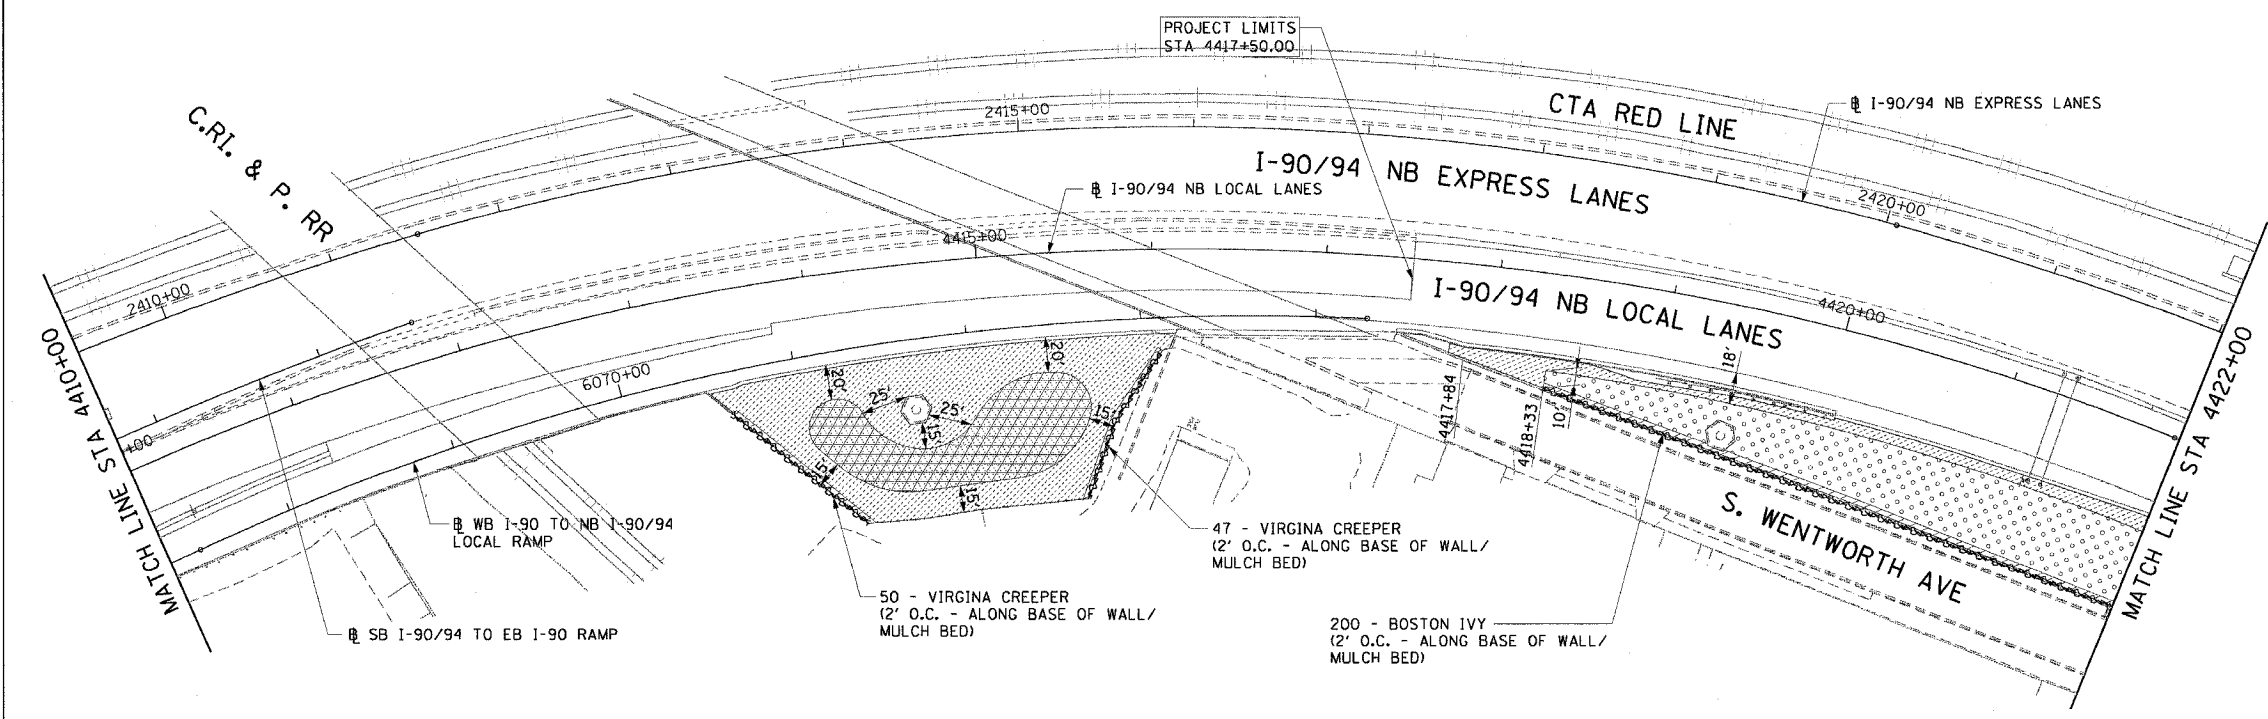 PROJECT LIMITS
STA 4417+50.00
C.RI. & P. RR
2415+00
CTA RED LINE
℄ I-90/94 NB EXPRESS LANES
I-90/94 NB EXPRESS LANES
℄ I-90/94 NB LOCAL LANES
2420+00
4415+00
2410+00
I-90/94 NB LOCAL LANES
4420+00
MATCH LINE STA 4410+00
+00
6070+00
20'
20'
25'
25'
15'
15'
15'
15'
4417+84
4418+33
10'
18'
MATCH LINE STA 4422+00
S. WENTWORTH AVE
℄ WB I-90 TO NB I-90/94
LOCAL RAMP
47 - VIRGINA CREEPER
(2' O.C. - ALONG BASE OF WALL/
MULCH BED)
50 - VIRGINA CREEPER
(2' O.C. - ALONG BASE OF WALL/
MULCH BED)
200 - BOSTON IVY
(2' O.C. - ALONG BASE OF WALL/
MULCH BED)
℄ SB I-90/94 TO EB I-90 RAMP